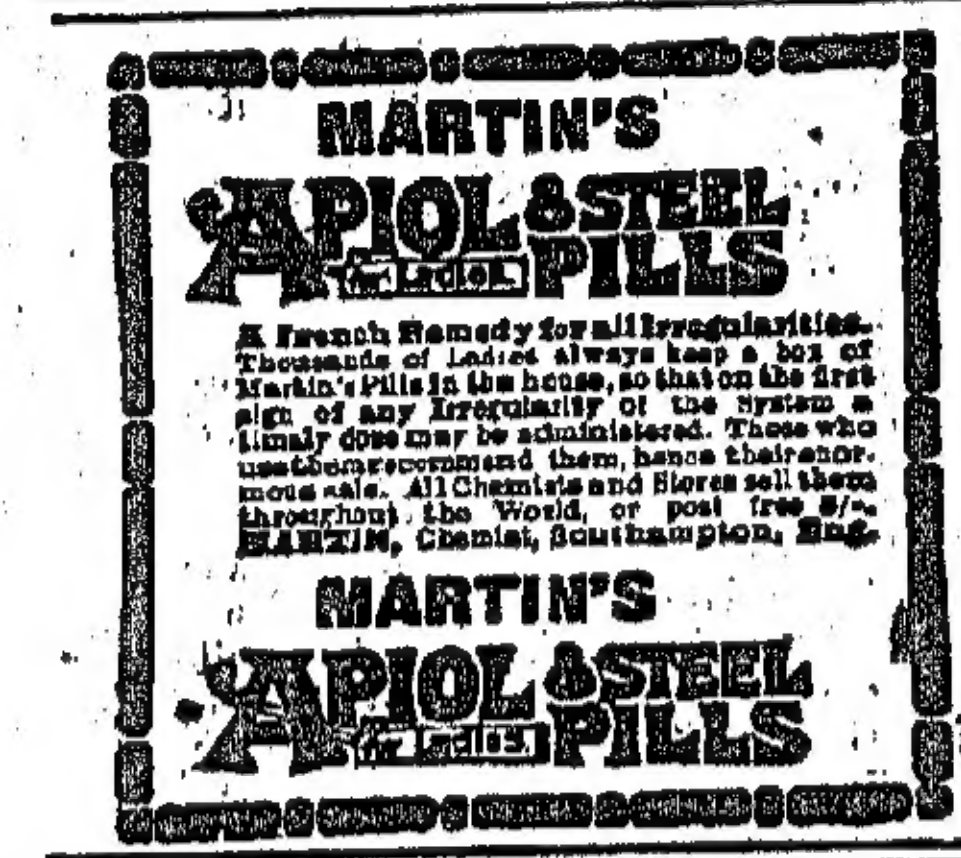 MARTIN'S
APIOL & STEEL
for Ladies. PILLS
A French Remedy for all Irregularities.
Thousands of Ladies always keep a box of
Martin's Pills in the house, so that on the first
sign of any Irregularity of the System a
timely dose may be administered. Those who
use them recommend them, hence their enor-
mous sale. All Chemists and Stores sell them
throughout the World, or post free 5/-.
MARTIN, Chemist, Southampton, Eng.
MARTIN'S
APIOL & STEEL
for Ladies. PILLS